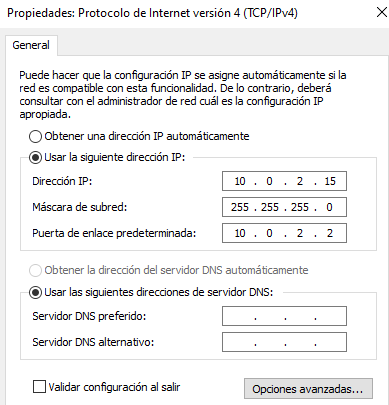 Propiedades: Protocolo de Internet versión 4 (TCP/IPv4)
General
Puede hacer que la configuración IP se asigne automáticamente si la
red es compatible con esta funcionalidad. De lo contrario, deberá
consultar con el administrador de red cuál es la configuración IP
apropiada.
Obtener una dirección IP automáticamente
Usar la siguiente dirección IP:
Dirección IP: 10 . 0 . 2 . 15
Máscara de subred: 255 . 255 . 255 . 0
Puerta de enlace predeterminada: 10 . 0 . 2 . 2
Obtener la dirección del servidor DNS automáticamente
Usar las siguientes direcciones de servidor DNS:
Servidor DNS preferido: . . .
Servidor DNS alternativo: . . .
Validar configuración al salir
Opciones avanzadas...